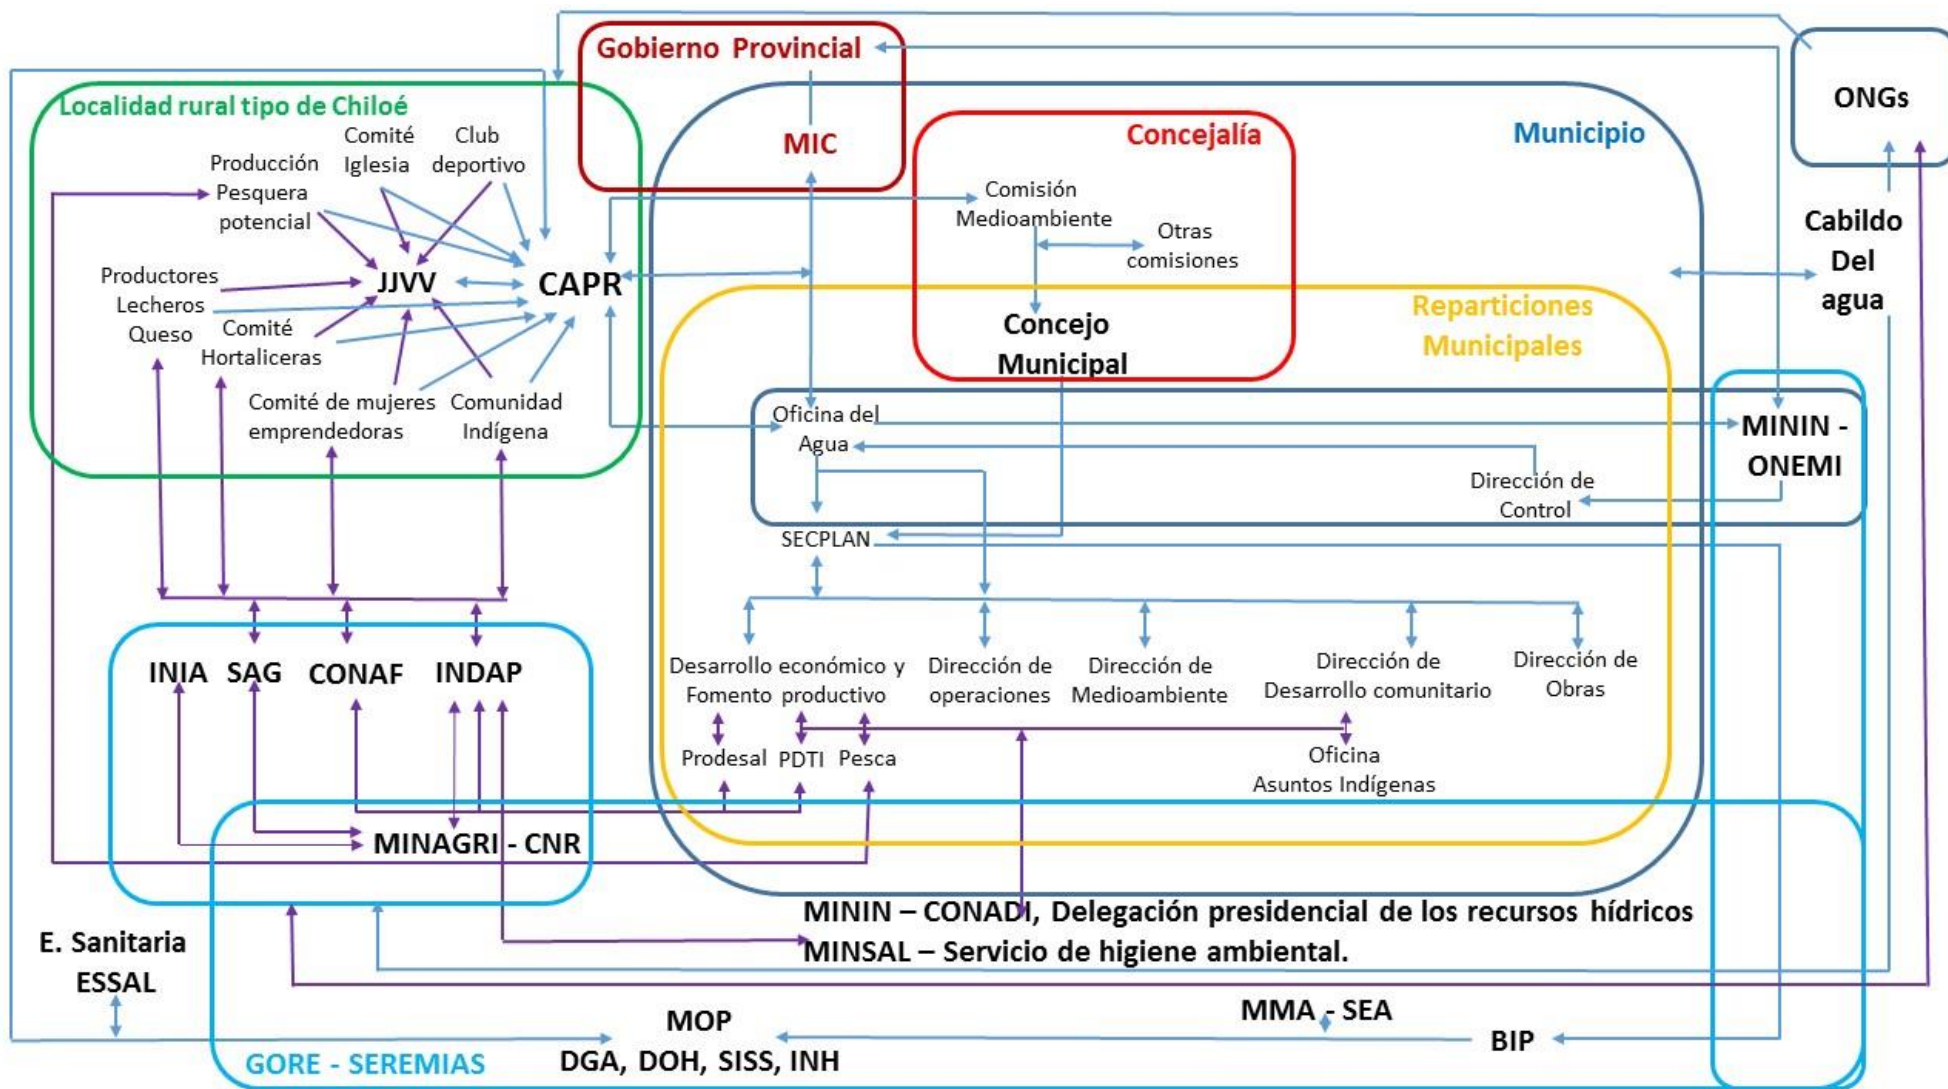 Gobierno Provincial
MIC
ONGs
Localidad rural tipo de Chiloé
Comité
Iglesia
Club
deportivo
Producción
Pesquera
potencial
JJVV
CAPR
Productores
Lecheros
Queso
Comité
Hortaliceras
Comité de mujeres
emprendedoras
Comunidad
Indígena
Concejalía
Municipio
Comisión
Medioambiente
Otras
comisiones
Concejo
Municipal
Reparticiones
Municipales
Cabildo
Del
agua
Oficina del
Agua
MININ -
ONEMI
Dirección de
Control
SECPLAN
Desarrollo económico y
Fomento productivo
Dirección de
operaciones
Dirección de
Medioambiente
Dirección de
Desarrollo comunitario
Dirección de
Obras
Prodesal
PDTI
Pesca
Oficina
Asuntos Indígenas
INIA
SAG
CONAF
INDAP
MINAGRI - CNR
MININ – CONADI, Delegación presidencial de los recursos hídricos
MINSAL – Servicio de higiene ambiental.
E. Sanitaria
ESSAL
MOP
DGA, DOH, SISS, INH
MMA - SEA
BIP
GORE - SEREMIAS